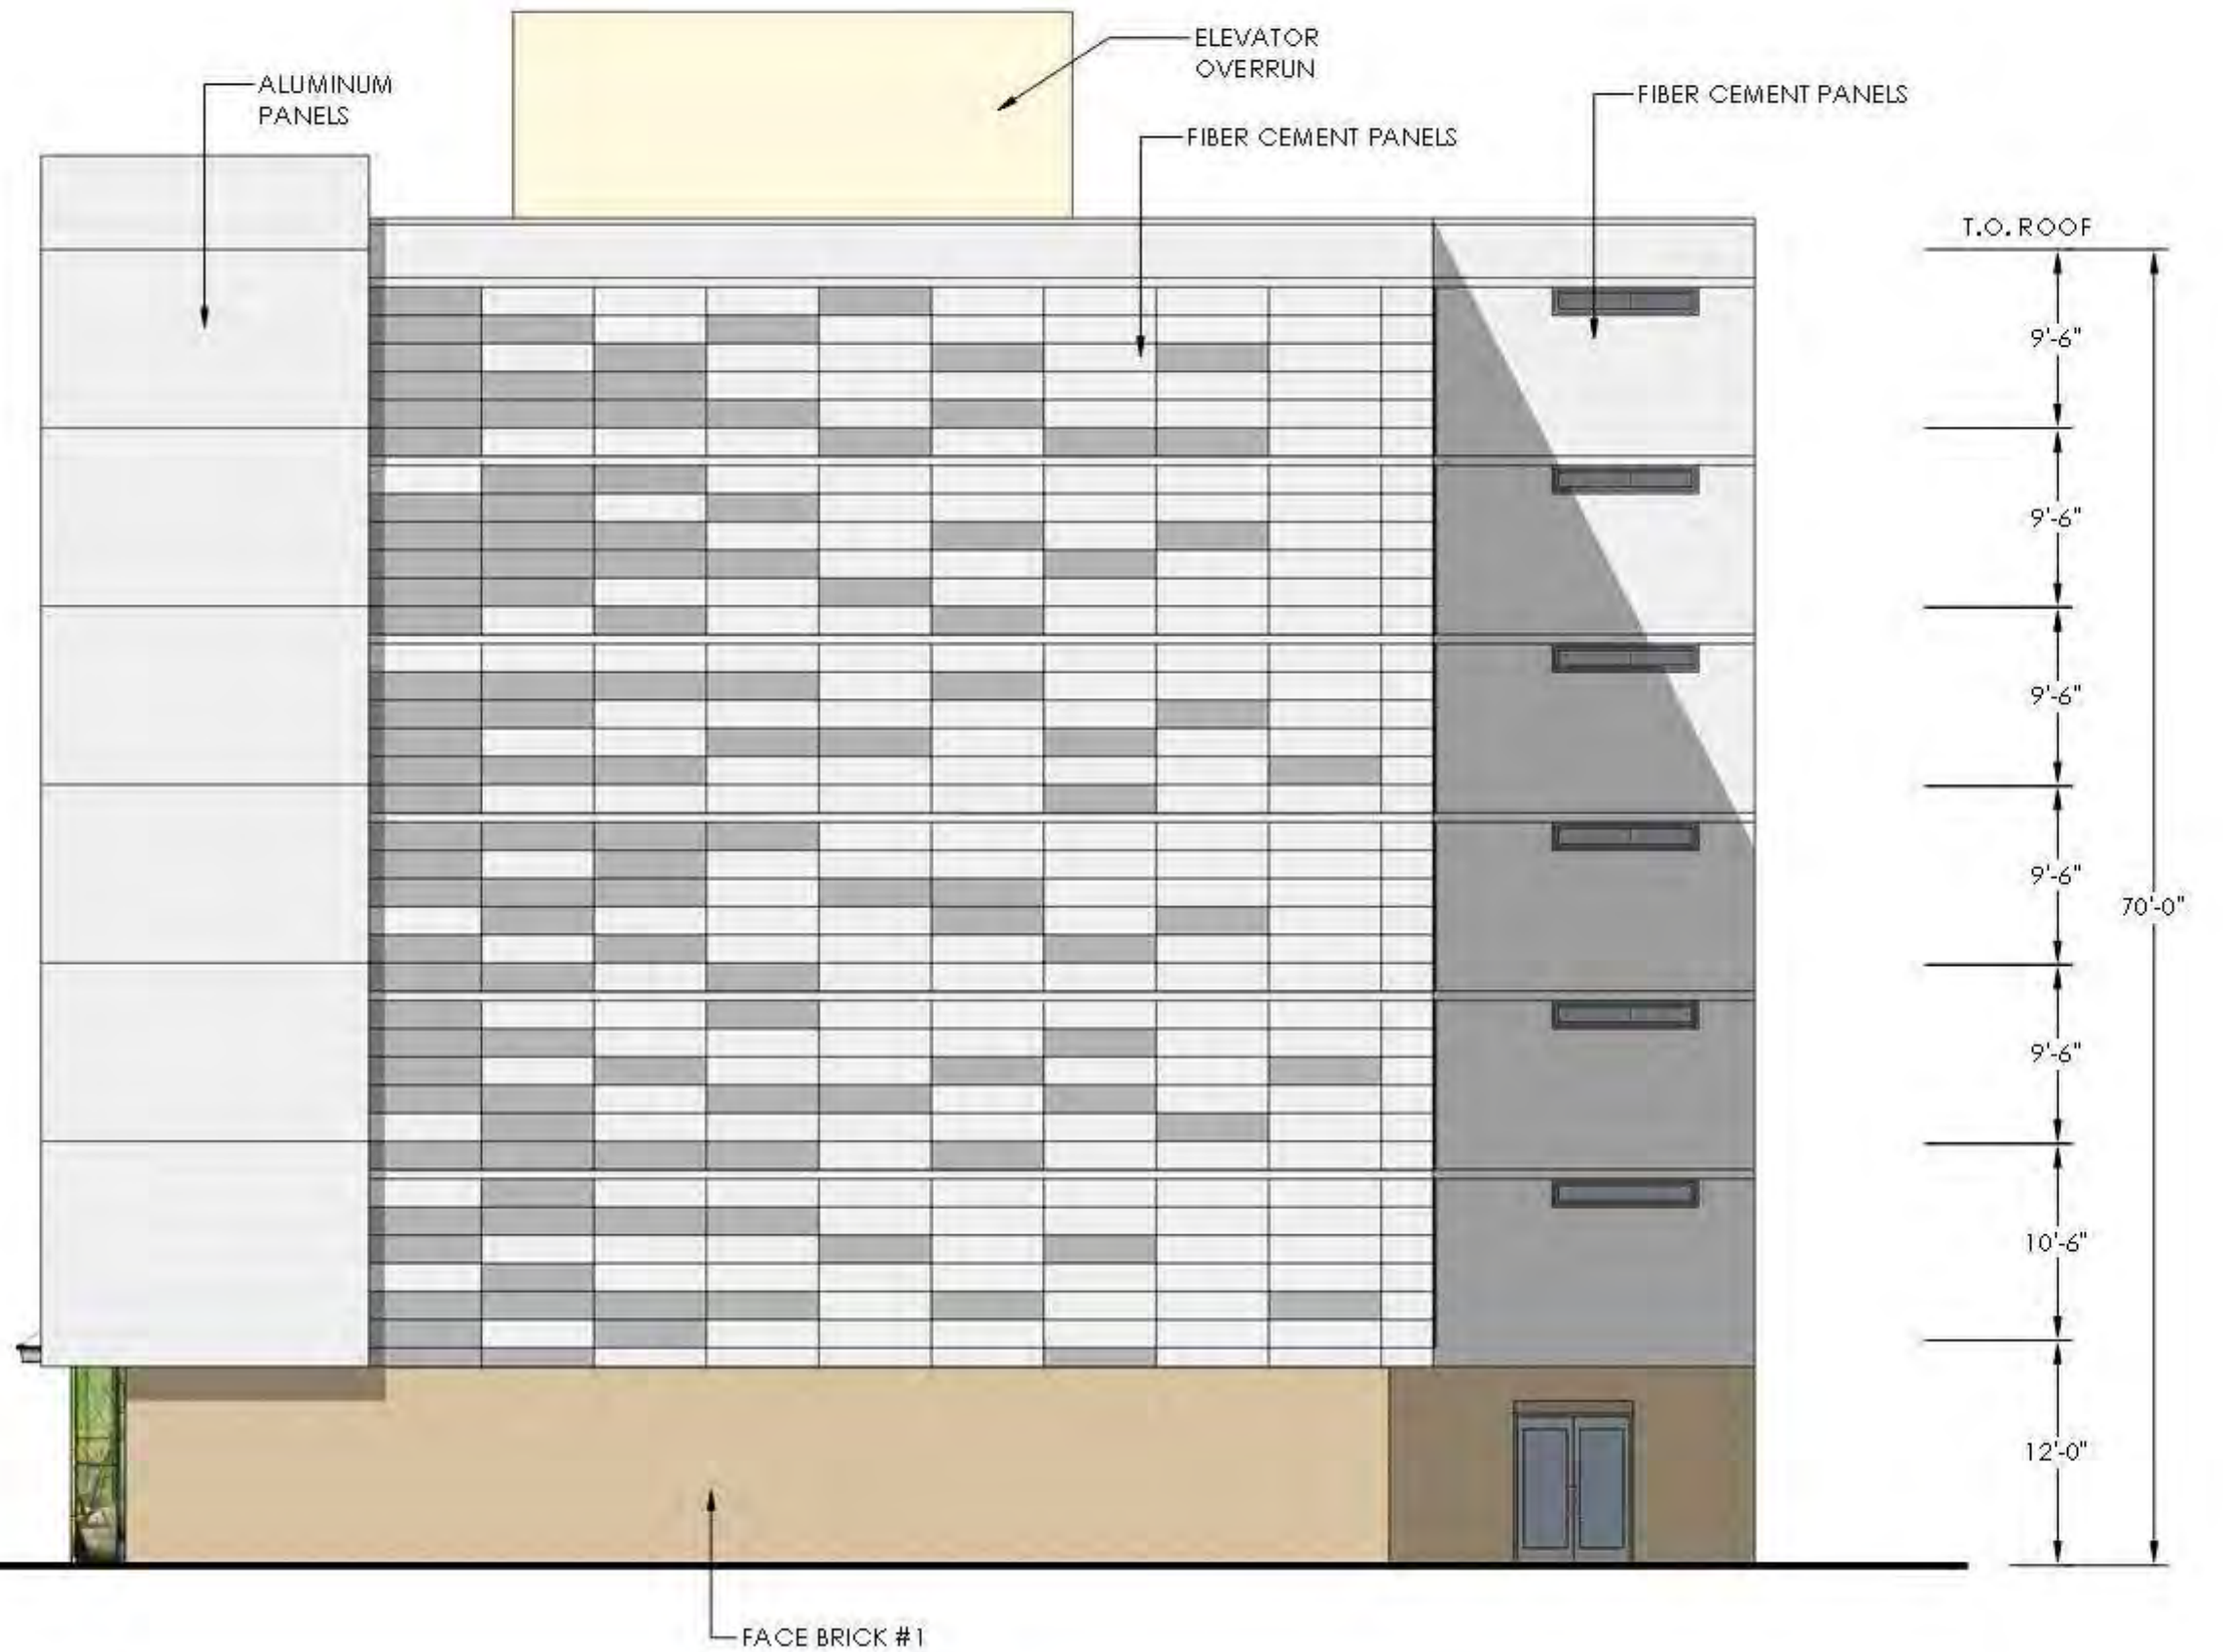 ELEVATOR
OVERRUN
ALUMINUM
PANELS
FIBER CEMENT PANELS
FIBER CEMENT PANELS
T.O. ROOF
9'-6"
9'-6"
9'-6"
9'-6"
70'-0"
9'-6"
10'-6"
12'-0"
FACE BRICK #1